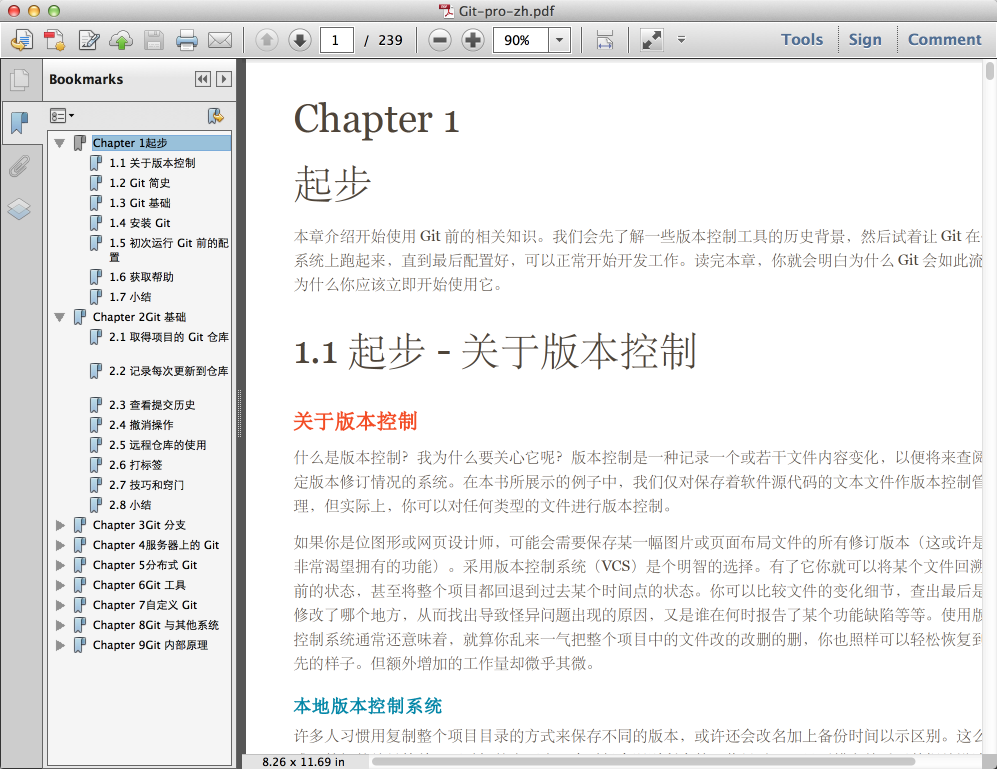 Git-pro-zh.pdf
1 / 239
90%
Tools Sign Comment
Bookmarks
Chapter 1起步
1.1 关于版本控制
1.2 Git 简史
1.3 Git 基础
1.4 安装 Git
1.5 初次运行 Git 前的配
置
1.6 获取帮助
1.7 小结
Chapter 2Git 基础
2.1 取得项目的 Git 仓库
2.2 记录每次更新到仓库
2.3 查看提交历史
2.4 撤消操作
2.5 远程仓库的使用
2.6 打标签
2.7 技巧和窍门
2.8 小结
Chapter 3Git 分支
Chapter 4服务器上的 Git
Chapter 5分布式 Git
Chapter 6Git 工具
Chapter 7自定义 Git
Chapter 8Git 与其他系统
Chapter 9Git 内部原理
Chapter 1
起步
本章介绍开始使用 Git 前的相关知识。我们会先了解一些版本控制工具的历史背景，然后试着让 Git 在
系统上跑起来，直到最后配置好，可以正常开始开发工作。读完本章，你就会明白为什么 Git 会如此流
为什么你应该立即开始使用它。
1.1 起步 - 关于版本控制
关于版本控制
什么是版本控制？我为什么要关心它呢？版本控制是一种记录一个或若干文件内容变化，以便将来查阅
定版本修订情况的系统。在本书所展示的例子中，我们仅对保存着软件源代码的文本文件作版本控制管
理，但实际上，你可以对任何类型的文件进行版本控制。
如果你是位图形或网页设计师，可能会需要保存某一幅图片或页面布局文件的所有修订版本（这或许是
非常渴望拥有的功能）。采用版本控制系统（VCS）是个明智的选择。有了它你就可以将某个文件回溯
前的状态，甚至将整个项目都回退到过去某个时间点的状态。你可以比较文件的变化细节，查出最后是
修改了哪个地方，从而找出导致怪异问题出现的原因，又是谁在何时报告了某个功能缺陷等等。使用版
控制系统通常还意味着，就算你乱来一气把整个项目中的文件改的改删的删，你也照样可以轻松恢复到
先的样子。但额外增加的工作量却微乎其微。
本地版本控制系统
许多人习惯用复制整个项目目录的方式来保存不同的版本，或许还会改名加上备份时间以示区别。这么
8.26 x 11.69 in